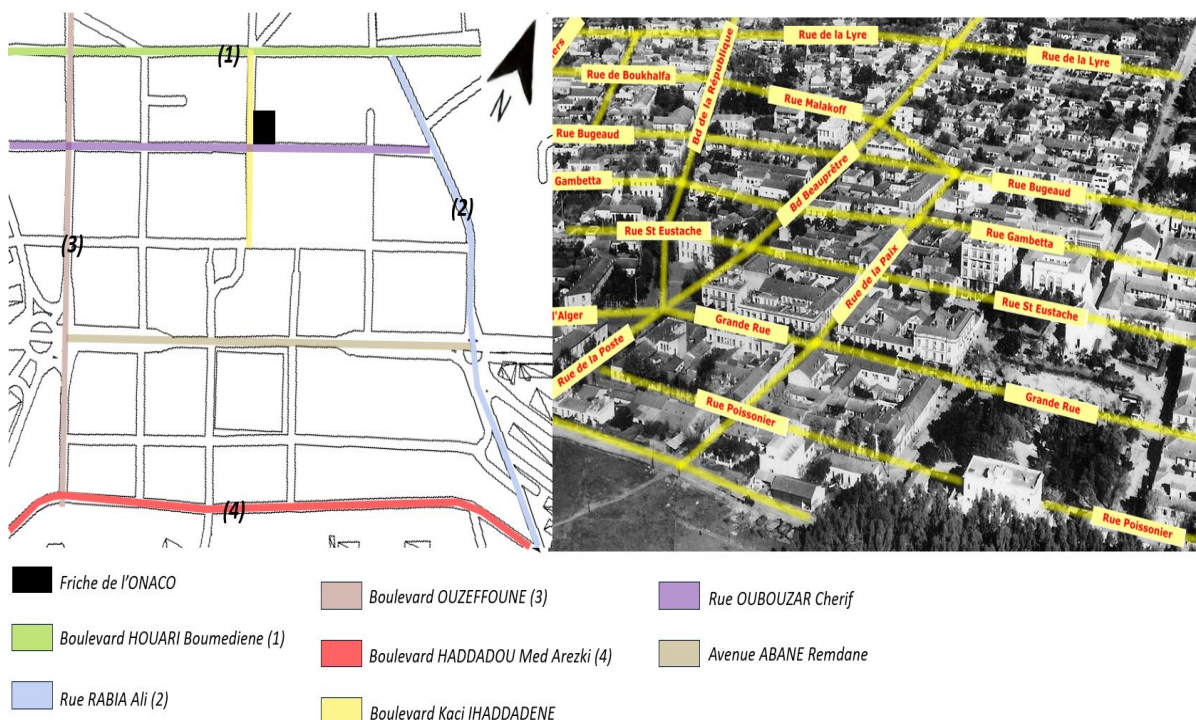 (1)
N
(2)
(3)
(4)
ers
Rue de la Lyre
Rue de la Lyre
Bd de la République
Rue de Boukhalfa
Rue Malakoff
Rue Bugeaud
Bd Beauprêtre
Gambetta
Rue Bugeaud
Rue St Eustache
Rue Gambetta
Rue de la Paix
Rue St Eustache
l'Alger
Grande Rue
Rue de la Poste
Grande Rue
Rue Poissonier
Rue Poissonier
Friche de l'ONACO
Boulevard HOUARI Boumediene (1)
Rue RABIA Ali (2)
Boulevard OUZEFFOUNE (3)
Boulevard HADDADOU Med Arezki (4)
Boulevard Kaci IHADDADENE
Rue OUBOUZAR Cherif
Avenue ABANE Remdane